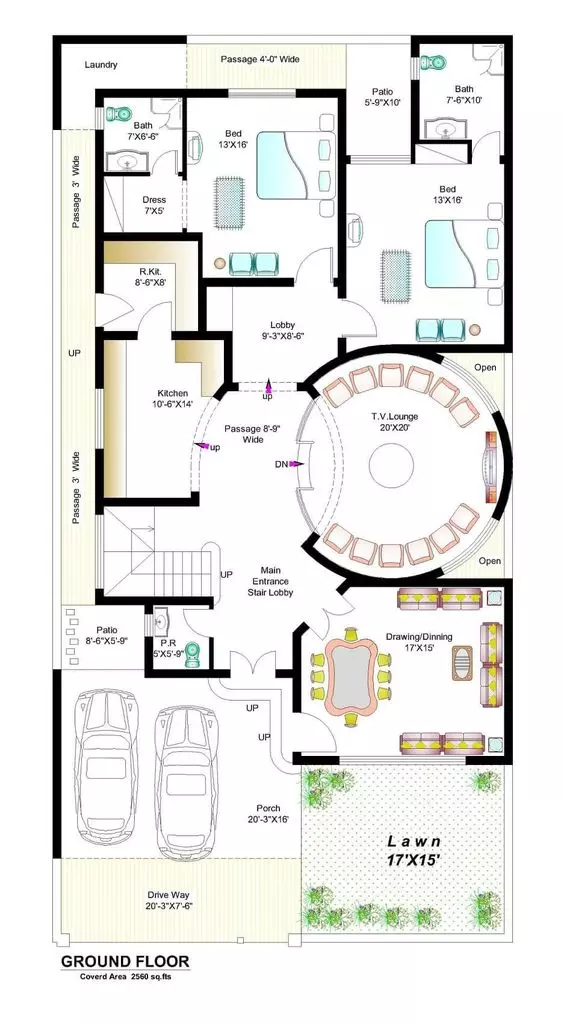 Passage 4'-0" Wide
Laundry
Patio
5'-9"X10'
Bath
7'-6"X10'
Bath
7'X6'-6"
Bed
13'X16'
Passage 3' Wide
Dress
7'X5'
Bed
13'X16'
R.Kit.
8'-6"X8'
Lobby
9'-3"X8'-6"
UP
Open
Kitchen
10'-6"X14'
up
T.V.Lounge
20'X20'
Passage 8'-9"
Wide
up
DN
Passage 3' Wide
Open
UP
Main
Entrance
Stair Lobby
Patio
8'-6"X5'-9"
P.R
5'X5'-9"
Drawing/Dinning
17'X15'
UP
UP
Porch
20'-3"X16'
Lawn
17'X15'
Drive Way
20'-3"X7'-6"
GROUND FLOOR
Coverd Area 2560 sq.fts